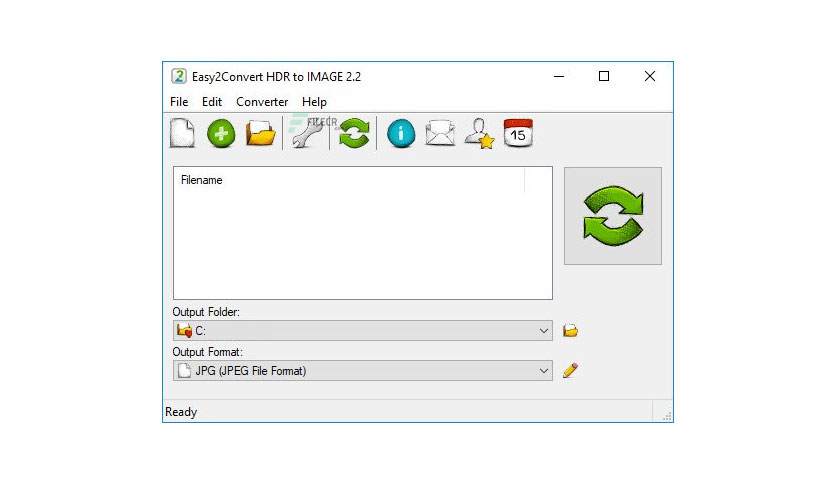 2 Easy2Convert HDR to IMAGE 2.2
File Edit Converter Help
FILECR
15
Filename
Output Folder:
C:
Output Format:
JPG (JPEG File Format)
Ready